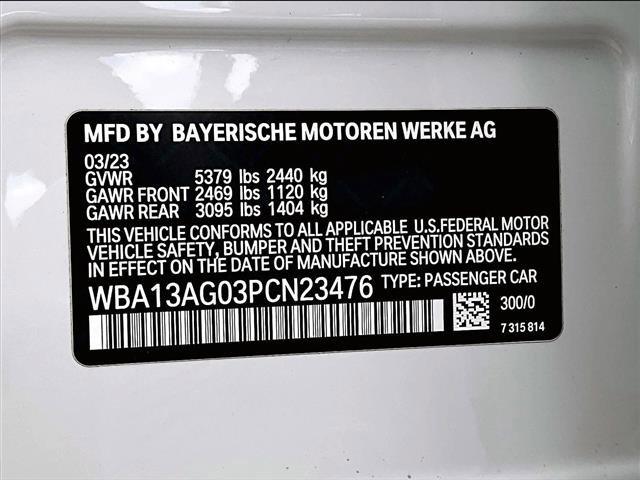 MFD BY BAYERISCHE MOTOREN WERKE AG
03/23
GVWR 5379 lbs 2440 kg
GAWR FRONT 2469 lbs 1120 kg
GAWR REAR 3095 lbs 1404 kg
THIS VEHICLE CONFORMS TO ALL APPLICABLE U.S.FEDERAL MOTOR
VEHICLE SAFETY, BUMPER AND THEFT PREVENTION STANDARDS
IN EFFECT ON THE DATE OF MANUFACTURE SHOWN ABOVE.
WBA13AG03PCN23476 TYPE: PASSENGER CAR
300/0
7 315 814